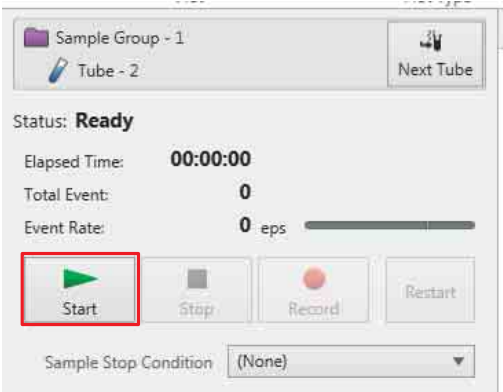 Sample Group - 1
Tube - 2
Next Tube
Status: Ready
Elapsed Time: 00:00:00
Total Event: 0
Event Rate: 0 eps
Start Stop Record Restart
Sample Stop Condition (None)